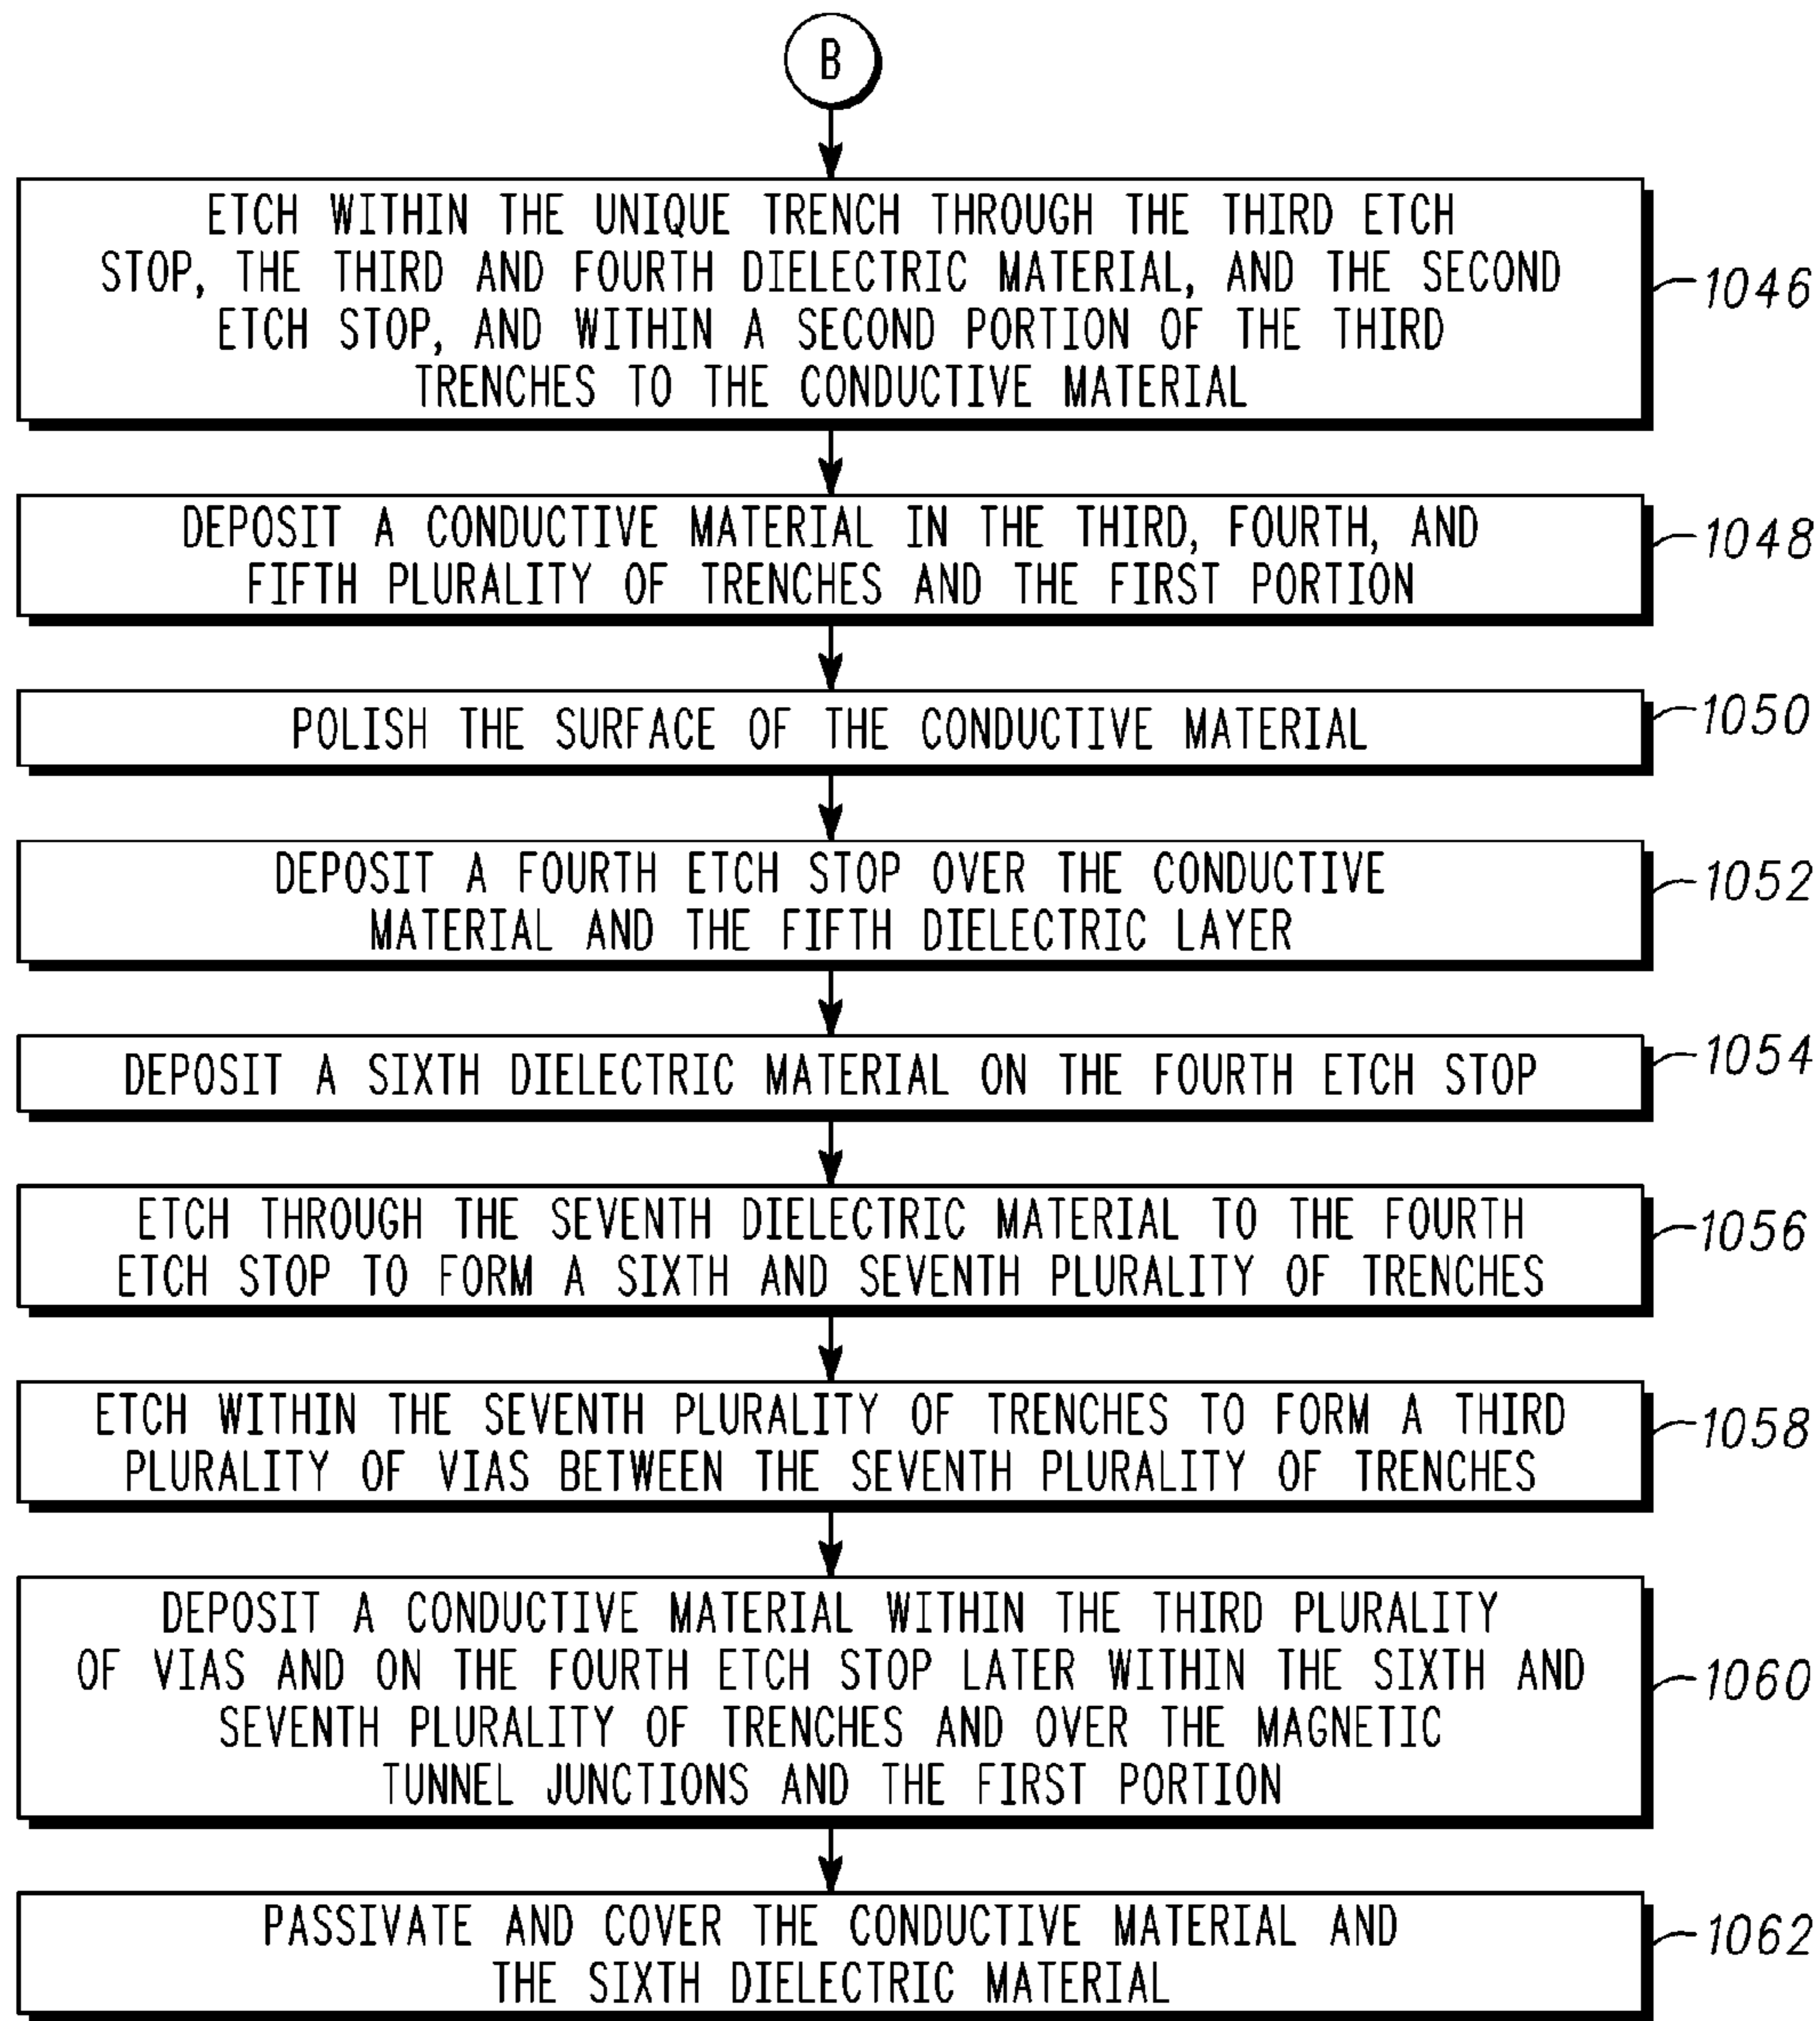 B
ETCH WITHIN THE UNIQUE TRENCH THROUGH THE THIRD ETCH
STOP, THE THIRD AND FOURTH DIELECTRIC MATERIAL, AND THE SECOND
ETCH STOP, AND WITHIN A SECOND PORTION OF THE THIRD
TRENCHES TO THE CONDUCTIVE MATERIAL
1046
DEPOSIT A CONDUCTIVE MATERIAL IN THE THIRD, FOURTH, AND
FIFTH PLURALITY OF TRENCHES AND THE FIRST PORTION
1048
POLISH THE SURFACE OF THE CONDUCTIVE MATERIAL
1050
DEPOSIT A FOURTH ETCH STOP OVER THE CONDUCTIVE
MATERIAL AND THE FIFTH DIELECTRIC LAYER
1052
DEPOSIT A SIXTH DIELECTRIC MATERIAL ON THE FOURTH ETCH STOP
1054
ETCH THROUGH THE SEVENTH DIELECTRIC MATERIAL TO THE FOURTH
ETCH STOP TO FORM A SIXTH AND SEVENTH PLURALITY OF TRENCHES
1056
ETCH WITHIN THE SEVENTH PLURALITY OF TRENCHES TO FORM A THIRD
PLURALITY OF VIAS BETWEEN THE SEVENTH PLURALITY OF TRENCHES
1058
DEPOSIT A CONDUCTIVE MATERIAL WITHIN THE THIRD PLURALITY
OF VIAS AND ON THE FOURTH ETCH STOP LATER WITHIN THE SIXTH AND
SEVENTH PLURALITY OF TRENCHES AND OVER THE MAGNETIC
TUNNEL JUNCTIONS AND THE FIRST PORTION
1060
PASSIVATE AND COVER THE CONDUCTIVE MATERIAL AND
THE SIXTH DIELECTRIC MATERIAL
1062